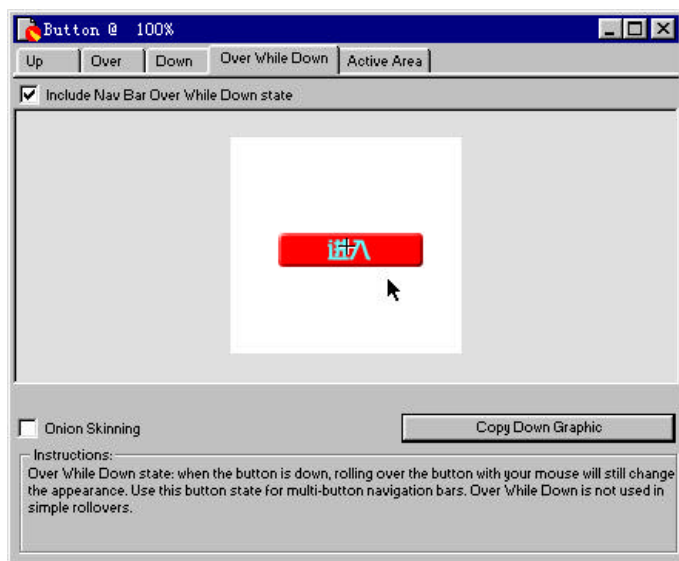 Button @ 100%
Up Over Down Over While Down Active Area
Include Nav Bar Over While Down state
进入
Onion Skinning
Copy Down Graphic
Instructions:
Over While Down state: when the button is down, rolling over the button with your mouse will still change
the appearance. Use this button state for multi-button navigation bars. Over While Down is not used in
simple rollovers.